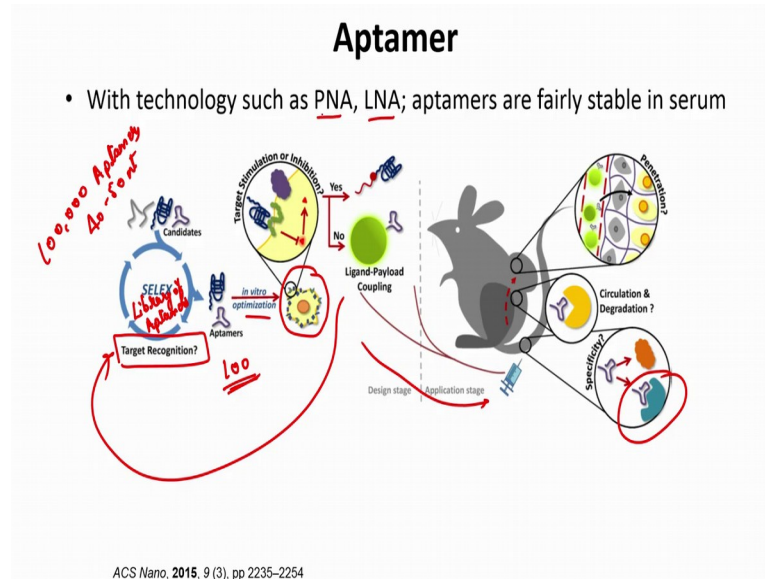 Aptamer
• With technology such as PNA, LNA; aptamers are fairly stable in serum
100,000 Aptamers
40-50 nt
Candidates
SELEX
Library of
Aptamers
Target Recognition?
Aptamers
100
in vitro
optimization
Target Stimulation or Inhibition?
Yes
No
Ligand-Payload
Coupling
Design stage
Application stage
Penetration?
Circulation &
Degradation ?
Specificity?
ACS Nano, 2015, 9 (3), pp 2235–2254